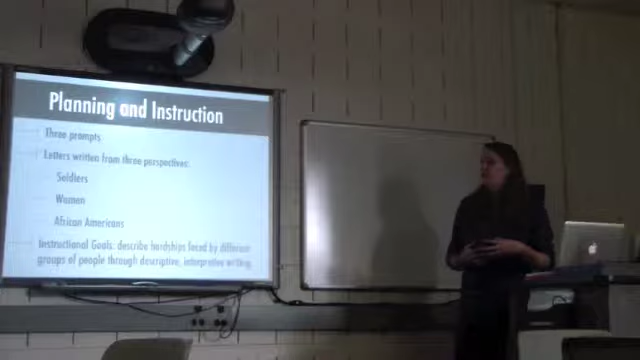 Planning and Instruction
Three prompts
Letters written from three perspectives:
Soldiers
Women
African Americans
Instructional Goals: describe hardships faced by different
groups of people through descriptive, interpretive writing